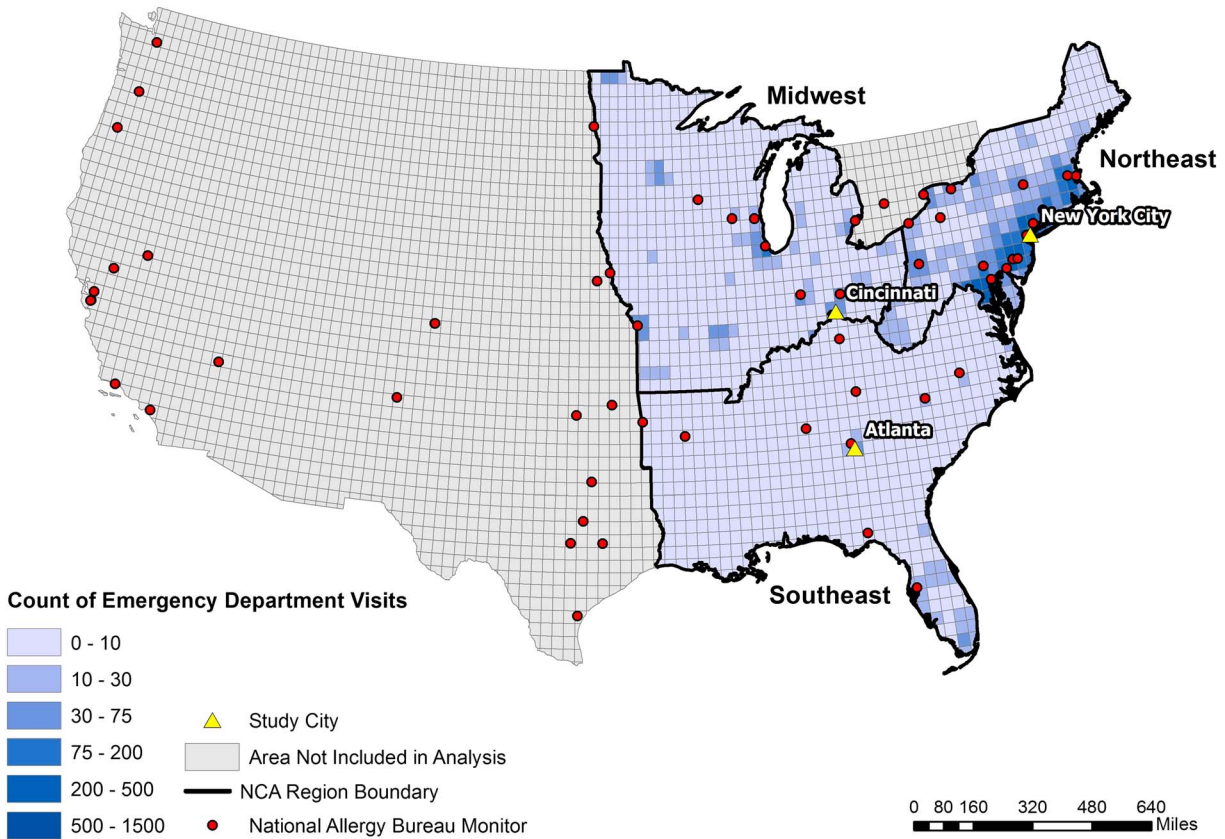 Midwest
Northeast
New York City
Cincinnati
Atlanta
Southeast
Count of Emergency Department Visits
0 - 10
10 - 30
30 - 75
75 - 200
200 - 500
500 - 1500
Study City
Area Not Included in Analysis
NCA Region Boundary
National Allergy Bureau Monitor
0 80 160 320 480 640
Miles